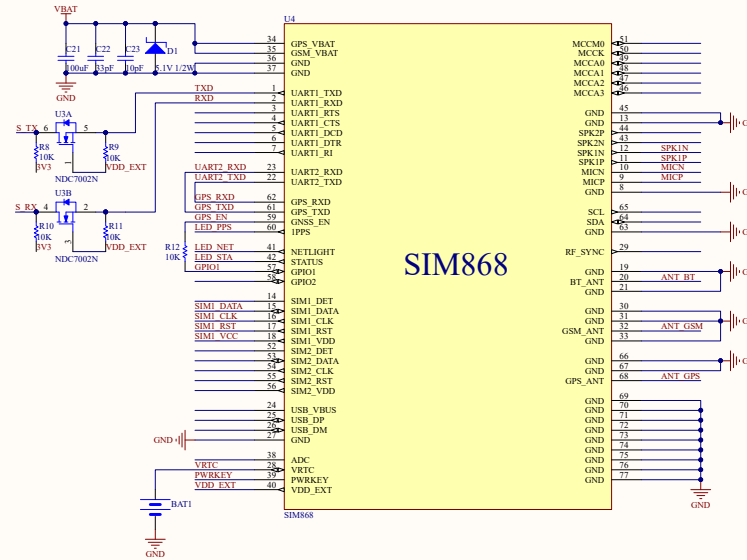 VBAT
C21
C22
C23
D1
100uF
33pF
10pF
5.1V 1/2W
GND
TXD
RXD
U3A
S_TX
6
5
1
R8
10K
3V3
R9
10K
VDD_EXT
NDC7002N
U3B
S_RX
4
2
3
R10
10K
3V3
R11
10K
VDD_EXT
NDC7002N
UART2_RXD
UART2_TXD
GPS_RXD
GPS_TXD
GPS_EN
LED_PPS
R12
10K
LED_NET
LED_STA
GPIO1
SIM1_DATA
SIM1_CLK
SIM1_RST
SIM1_VCC
GND
VRTC
PWRKEY
VDD_EXT
BAT1
GND
U4
34 GPS_VBAT
35 GSM_VBAT
36 GND
37 GND
1 UART1_TXD
2 UART1_RXD
3 UART1_RTS
4 UART1_CTS
5 UART1_DCD
6 UART1_DTR
7 UART1_RI
23 UART2_RXD
22 UART2_TXD
62 GPS_RXD
61 GPS_TXD
59 GNSS_EN
60 1PPS
41 NETLIGHT
42 STATUS
57 GPIO1
58 GPIO2
14 SIM1_DET
15 SIM1_DATA
16 SIM1_CLK
17 SIM1_RST
18 SIM1_VDD
52 SIM2_DET
53 SIM2_DATA
54 SIM2_CLK
55 SIM2_RST
56 SIM2_VDD
24 USB_VBUS
25 USB_DP
26 USB_DM
27 GND
38 ADC
28 VRTC
39 PWRKEY
40 VDD_EXT
SIM868
SIM868
MCCM0 51
MCCK 50
MCCA0 49
MCCA1 48
MCCA2 47
MCCA3 46
GND 45
GND 13
SPK2P 44
SPK2N 43
SPK1N 12 SPK1N
SPK1P 11 SPK1P
MICN 10 MICN
MICP 9 MICP
GND 8
SCL 65
SDA 64
GND 63
RF_SYNC 29
GND 19
BT_ANT 20 ANT_BT
GND 21
GND 30
GND 31
GSM_ANT 32 ANT_GSM
GND 33
GND 66
GND 67
GPS_ANT 68 ANT_GPS
GND 69
GND 70
GND 71
GND 72
GND 73
GND 74
GND 75
GND 76
GND 77
GND